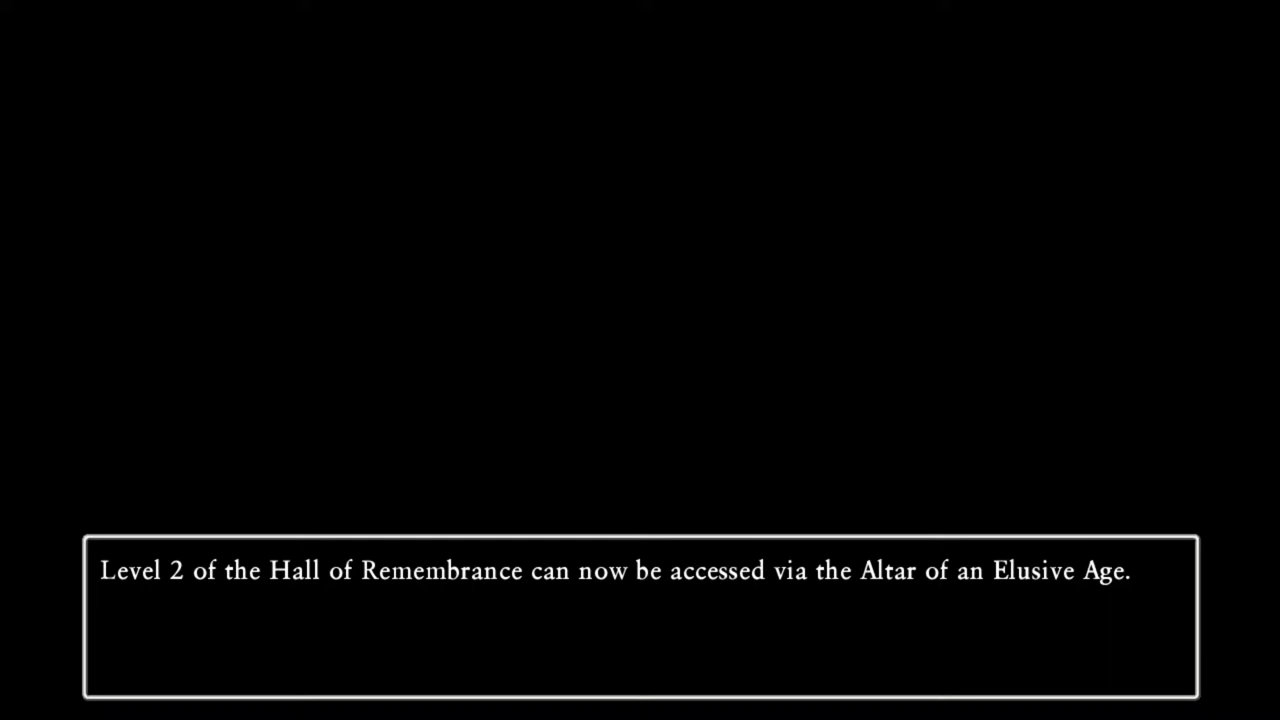 Level 2 of the Hall of Remembrance can now be accessed via the Altar of an Elusive Age.